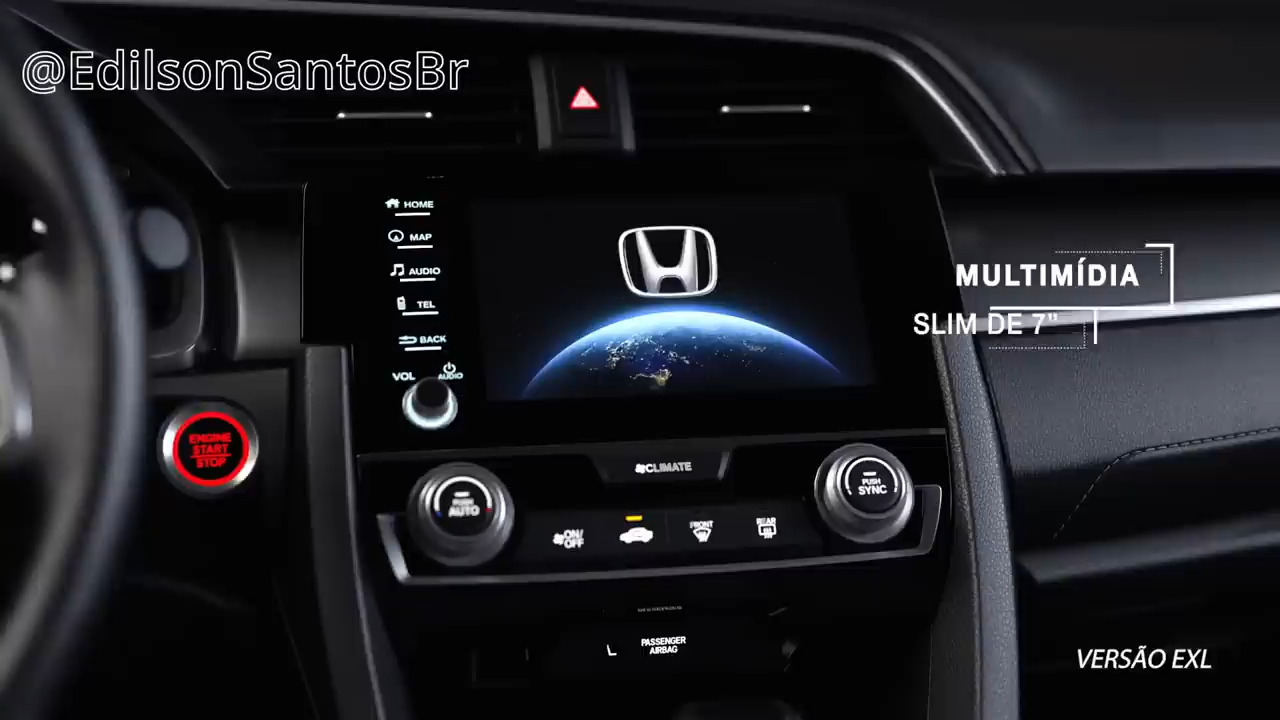 @EdilsonSantosBr
HOME
MAP
AUDIO
TEL
BACK
VOL
AUDIO
MULTIMÍDIA
SLIM DE 7"
ENGINE
START
STOP
CLIMATE
PUSH
AUTO
PUSH
SYNC
ON/
OFF
FRONT
REAR
PASSENGER
AIRBAG
VERSÃO EXL